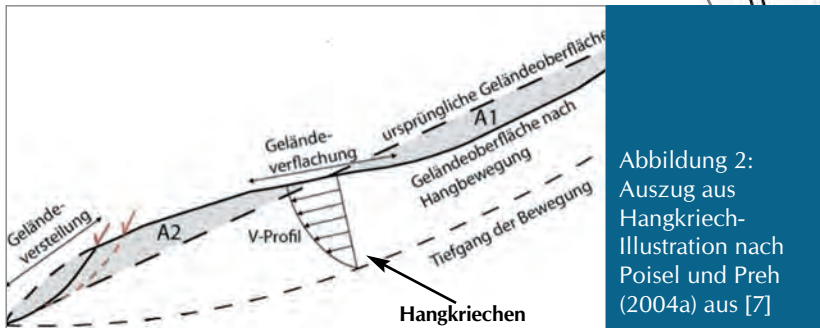 ursprüngliche Geländeoberfläche
A1
Gelände-
verflachung
Geländeoberfläche nach
Hangbewegung
Gelände-
versteilung
A2
V-Profil
Tiefgang der Bewegung
Hangkriechen
Abbildung 2:
Auszug aus
Hangkriech-
Illustration nach
Poisel und Preh
(2004a) aus [7]